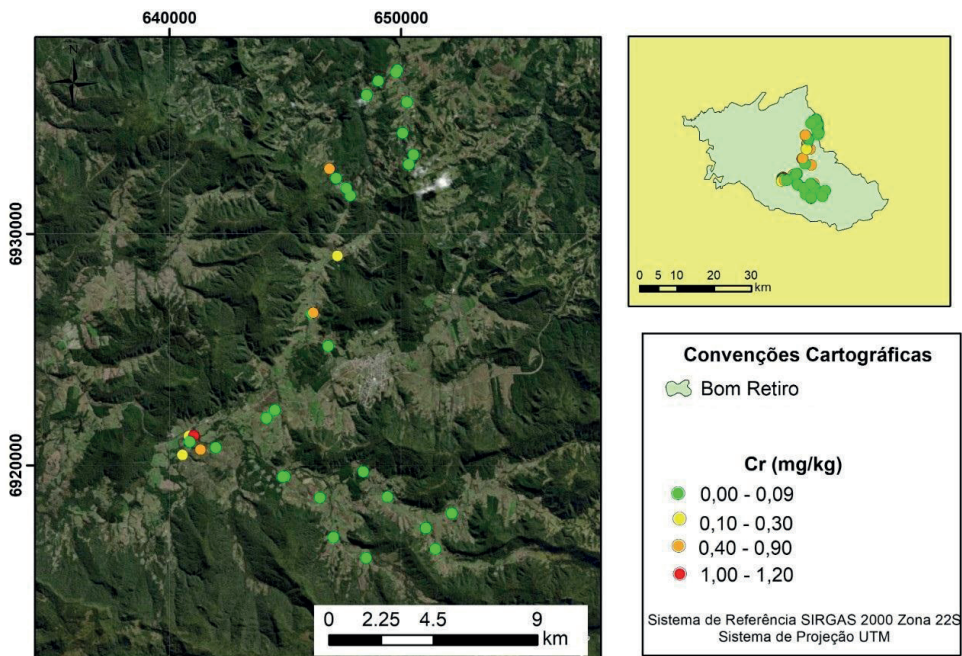 640000 650000
N
6930000
6920000
0 2.25 4.5 9
km
0 5 10 20 30
km
Convenções Cartográficas
Bom Retiro
Cr (mg/kg)
0,00 - 0,09
0,10 - 0,30
0,40 - 0,90
1,00 - 1,20
Sistema de Referência SIRGAS 2000 Zona 22S
Sistema de Projeção UTM